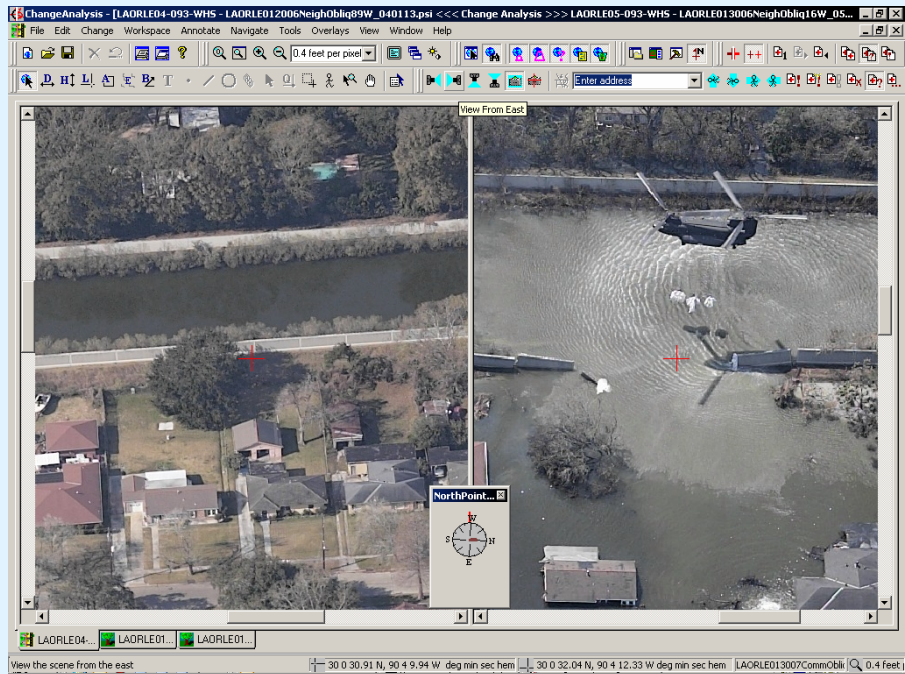 ChangeAnalysis - [LAORLE04-093-WHS - LAORLE012006NeighObliq89W_040113.psi <<< Change Analysis >>> LAORLE05-093-WHS - LAORLE013006NeighObliq16W_05...
File Edit Change Workspace Annotate Navigate Tools Overlays View Window Help
0.4 feet per pixel
Enter address
View From East
NorthPoint...
W
S N
E
LAORLE04-... LAORLE01... LAORLE01...
View the scene from the east 30 0 30.91 N, 90 4 9.94 W deg min sec hem 30 0 32.04 N, 90 4 12.33 W deg min sec hem LAORLE013007CommObli 0.4 feet